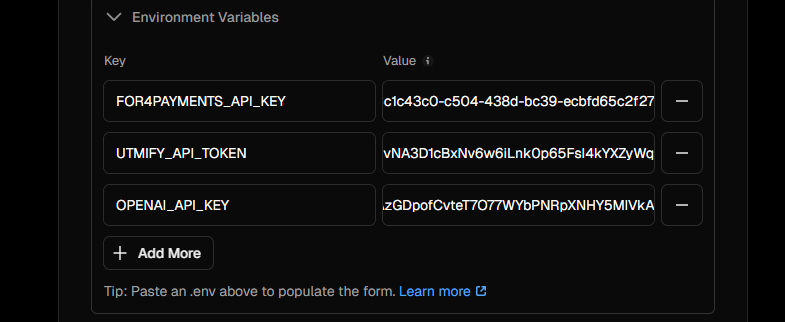 Environment Variables
Key Value
FOR4PAYMENTS_API_KEY c1c43c0-c504-438d-bc39-ecbfd65c2f27
UTMIFY_API_TOKEN vNA3D1cBxNv6w6iLnk0p65Fsl4kYXZyWq
OPENAI_API_KEY zGDpofCvteT7O77WYbPNRpXNHY5MlVkA
Add More
Tip: Paste an .env above to populate the form. Learn more